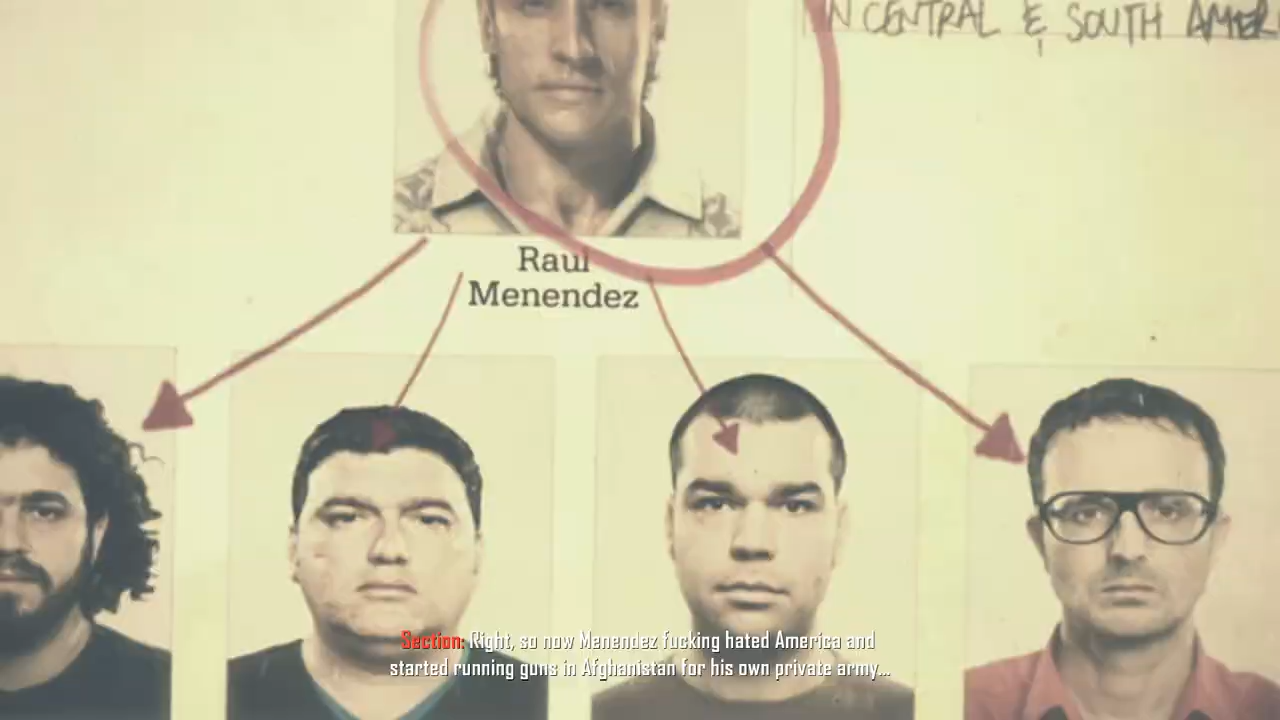 N CENTRAL & SOUTH AMER
Raul
Menendez
Section: Right, so now Menendez fucking hated America and
started running guns in Afghanistan for his own private army...